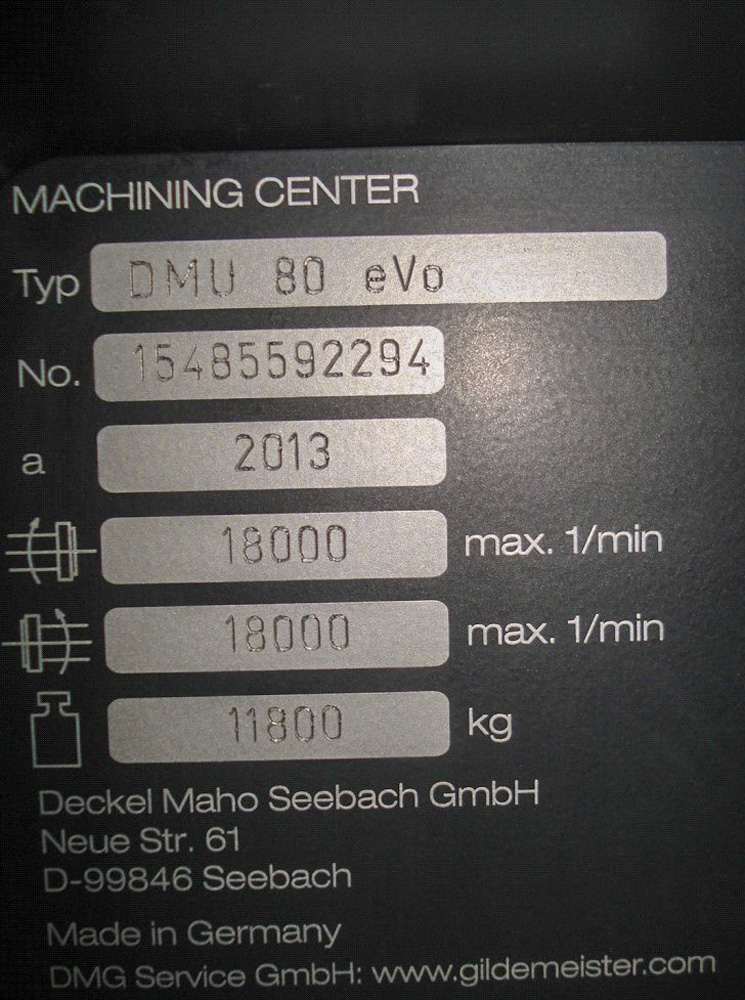 MACHINING CENTER
Typ DMU 80 eVo
No. 15485592294
a 2013
18000 max. 1/min
18000 max. 1/min
11800 kg
Deckel Maho Seebach GmbH
Neue Str. 61
D-99846 Seebach
Made in Germany
DMG Service GmbH: www.gildemeister.com